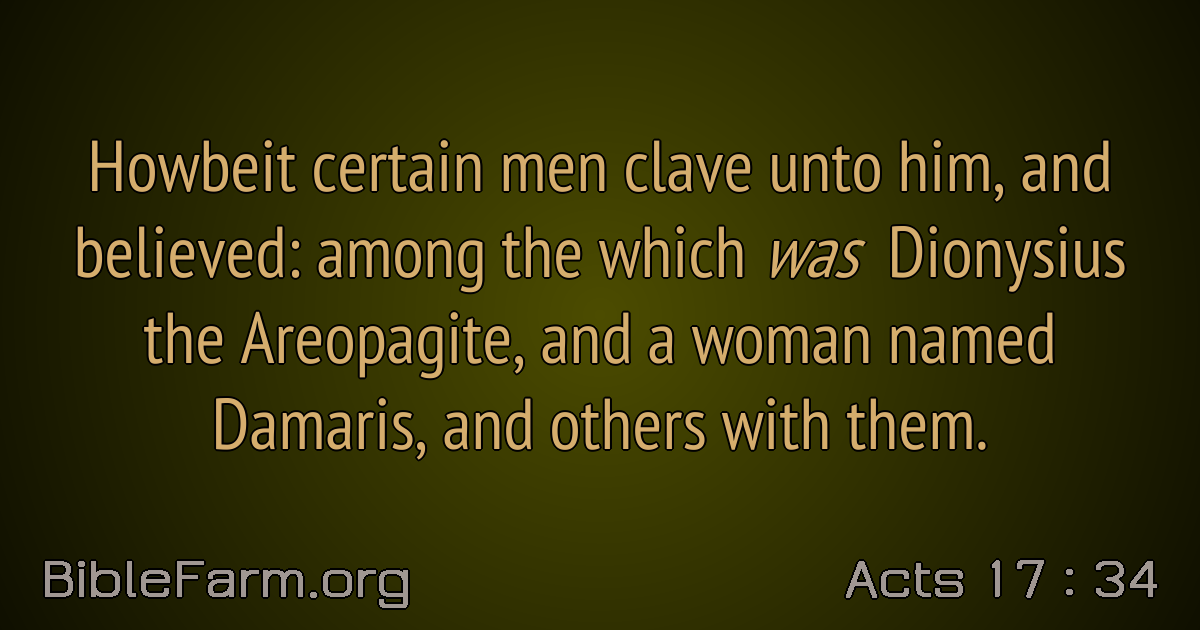 Howbeit certain men clave unto him, and
believed: among the which was Dionysius
the Areopagite, and a woman named
Damaris, and others with them.
BibleFarm.org
Acts 17 : 34